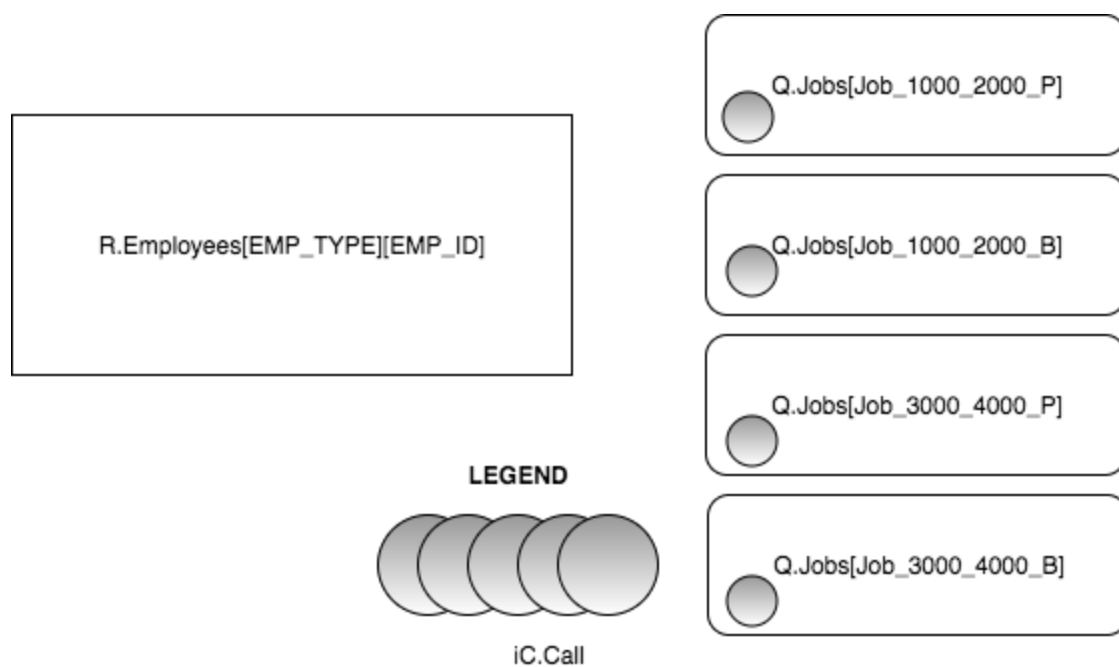 Q.Jobs[Job_1000_2000_P]
R.Employees[EMP_TYPE][EMP_ID]
Q.Jobs[Job_1000_2000_B]
Q.Jobs[Job_3000_4000_P]
LEGEND
Q.Jobs[Job_3000_4000_B]
iC.Call